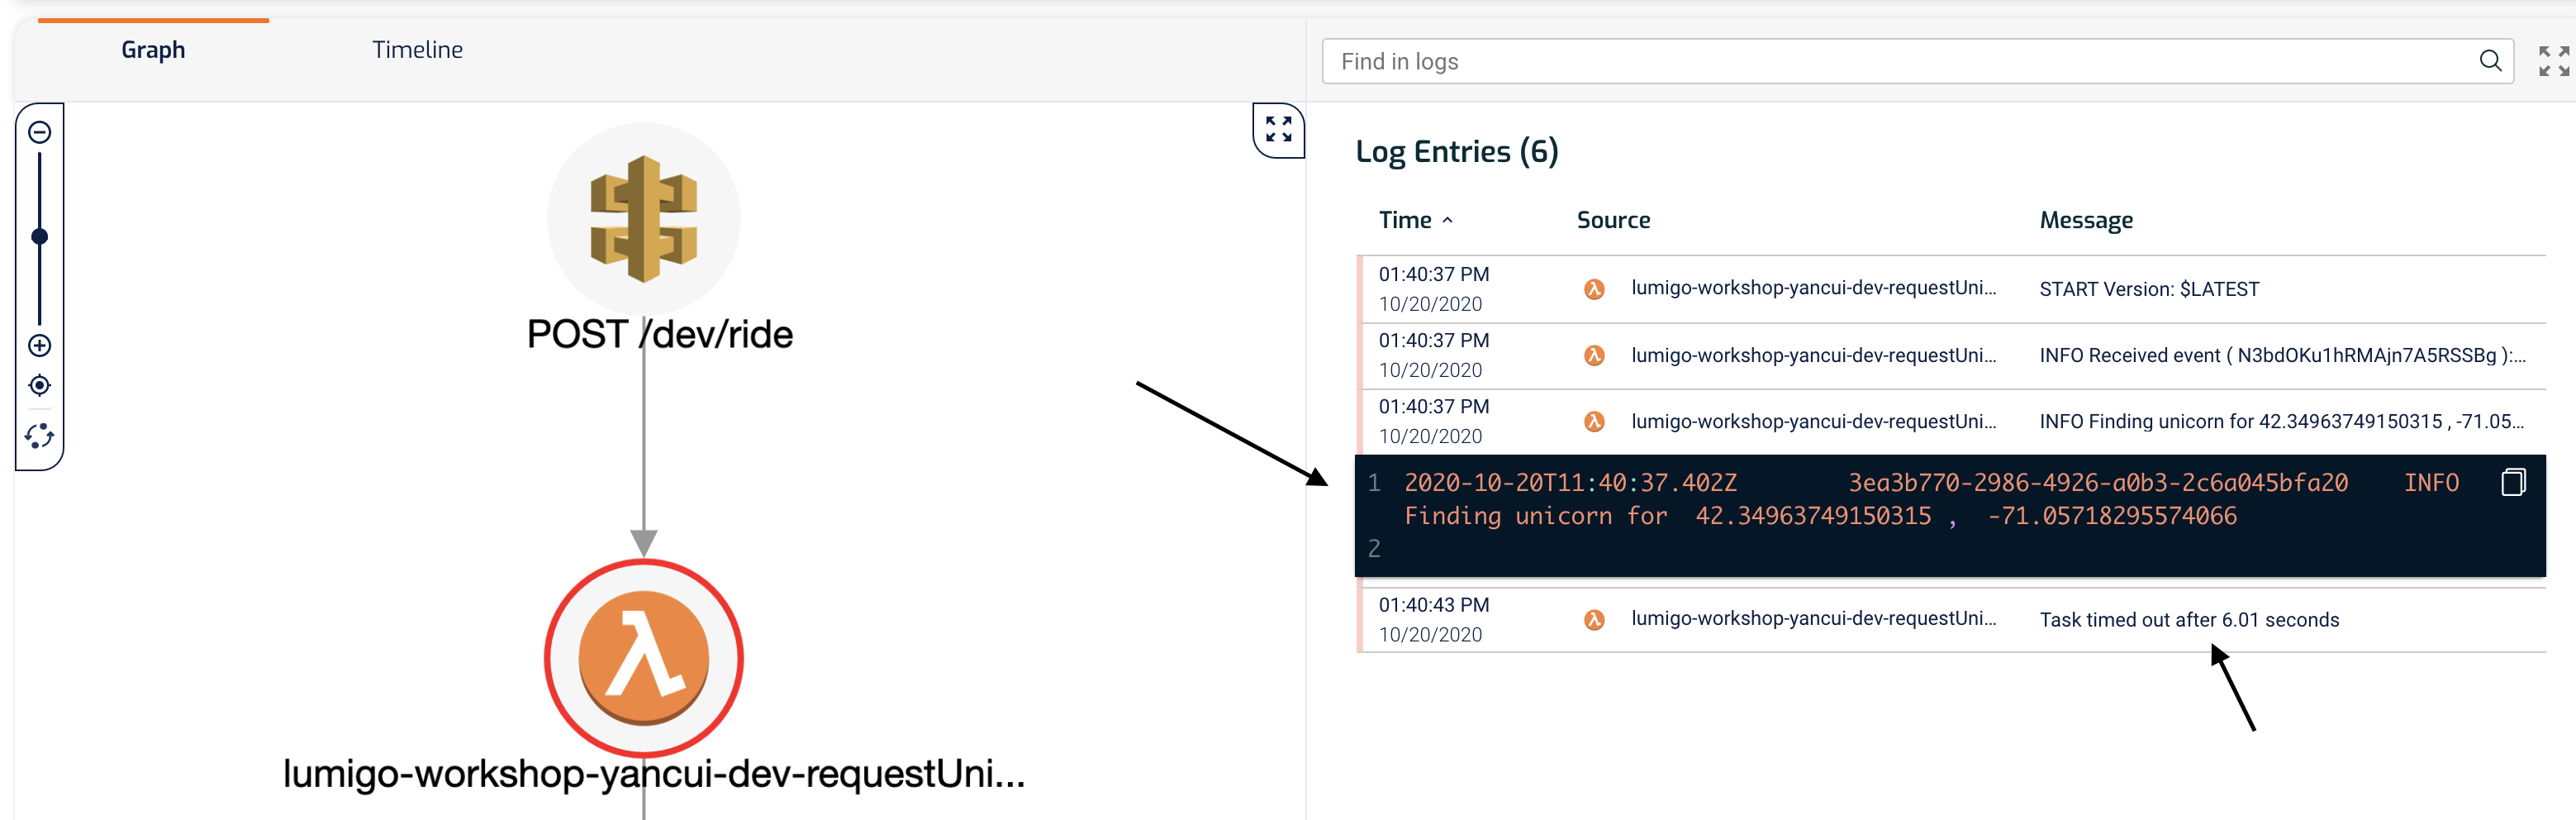 Graph
Timeline
POST /dev/ride
lumigo-workshop-yancui-dev-requestUni...
Find in logs
Log Entries (6)
Time Source Message
01:40:37 PM
10/20/2020
lumigo-workshop-yancui-dev-requestUni...
START Version: $LATEST
01:40:37 PM
10/20/2020
lumigo-workshop-yancui-dev-requestUni...
INFO Received event ( N3bdOKu1hRMAjn7A5RSSBg ):...
01:40:37 PM
10/20/2020
lumigo-workshop-yancui-dev-requestUni...
INFO Finding unicorn for 42.34963749150315 , -71.05...
1 2020-10-20T11:40:37.402Z 3ea3b770-2986-4926-a0b3-2c6a045bfa20 INFO
Finding unicorn for 42.34963749150315 , -71.05718295574066
2
01:40:43 PM
10/20/2020
lumigo-workshop-yancui-dev-requestUni...
Task timed out after 6.01 seconds